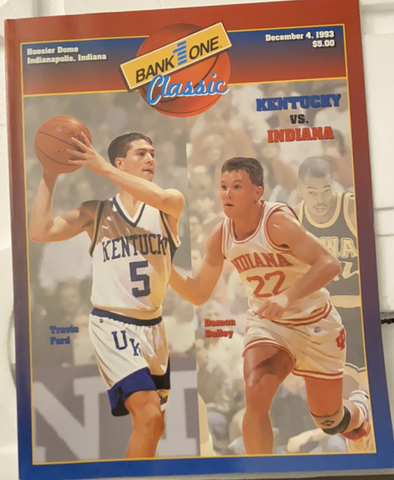 Hoosier Dome
Indianapolis, Indiana
December 4, 1993
$5.00
BANK ONE
Classic
KENTUCKY
VS.
INDIANA
KENTUCKY
5
UK
INDIANA
22
Travis
Ford
Damon
Bailey